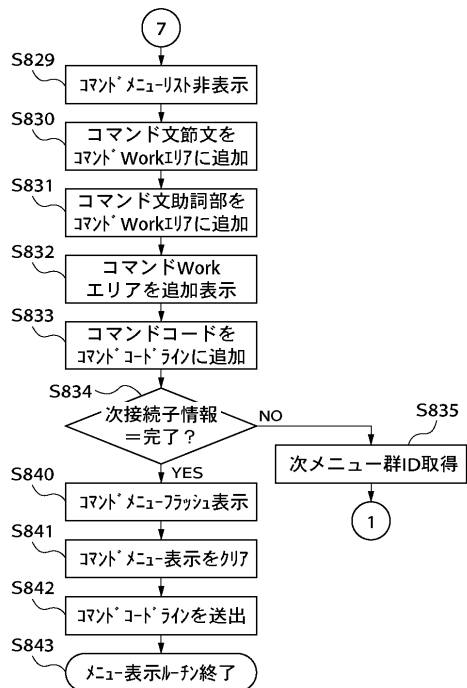 7
S829
ｺﾏﾝﾄﾞﾒﾆｭｰﾘｽﾄ非表示
S830
コマンド文節文を
ｺﾏﾝﾄﾞWorkｴﾘｱに追加
S831
コマンド文助詞部を
ｺﾏﾝﾄﾞWorkｴﾘｱに追加
S832
コマンドWork
エリアを追加表示
S833
コマンドコードを
ｺﾏﾝﾄﾞｺｰﾄﾞﾗｲﾝに追加
S834
次接続子情報
＝完了？
NO
S835
次メニュー群ID取得
1
YES
S840
ｺﾏﾝﾄﾞﾒﾆｭｰﾌﾗｯｼｭ表示
S841
ｺﾏﾝﾄﾞﾒﾆｭｰ表示をｸﾘｱ
S842
ｺﾏﾝﾄﾞｺｰﾄﾞﾗｲﾝを送出
S843
ﾒﾆｭｰ表示ﾙｰﾁﾝ終了